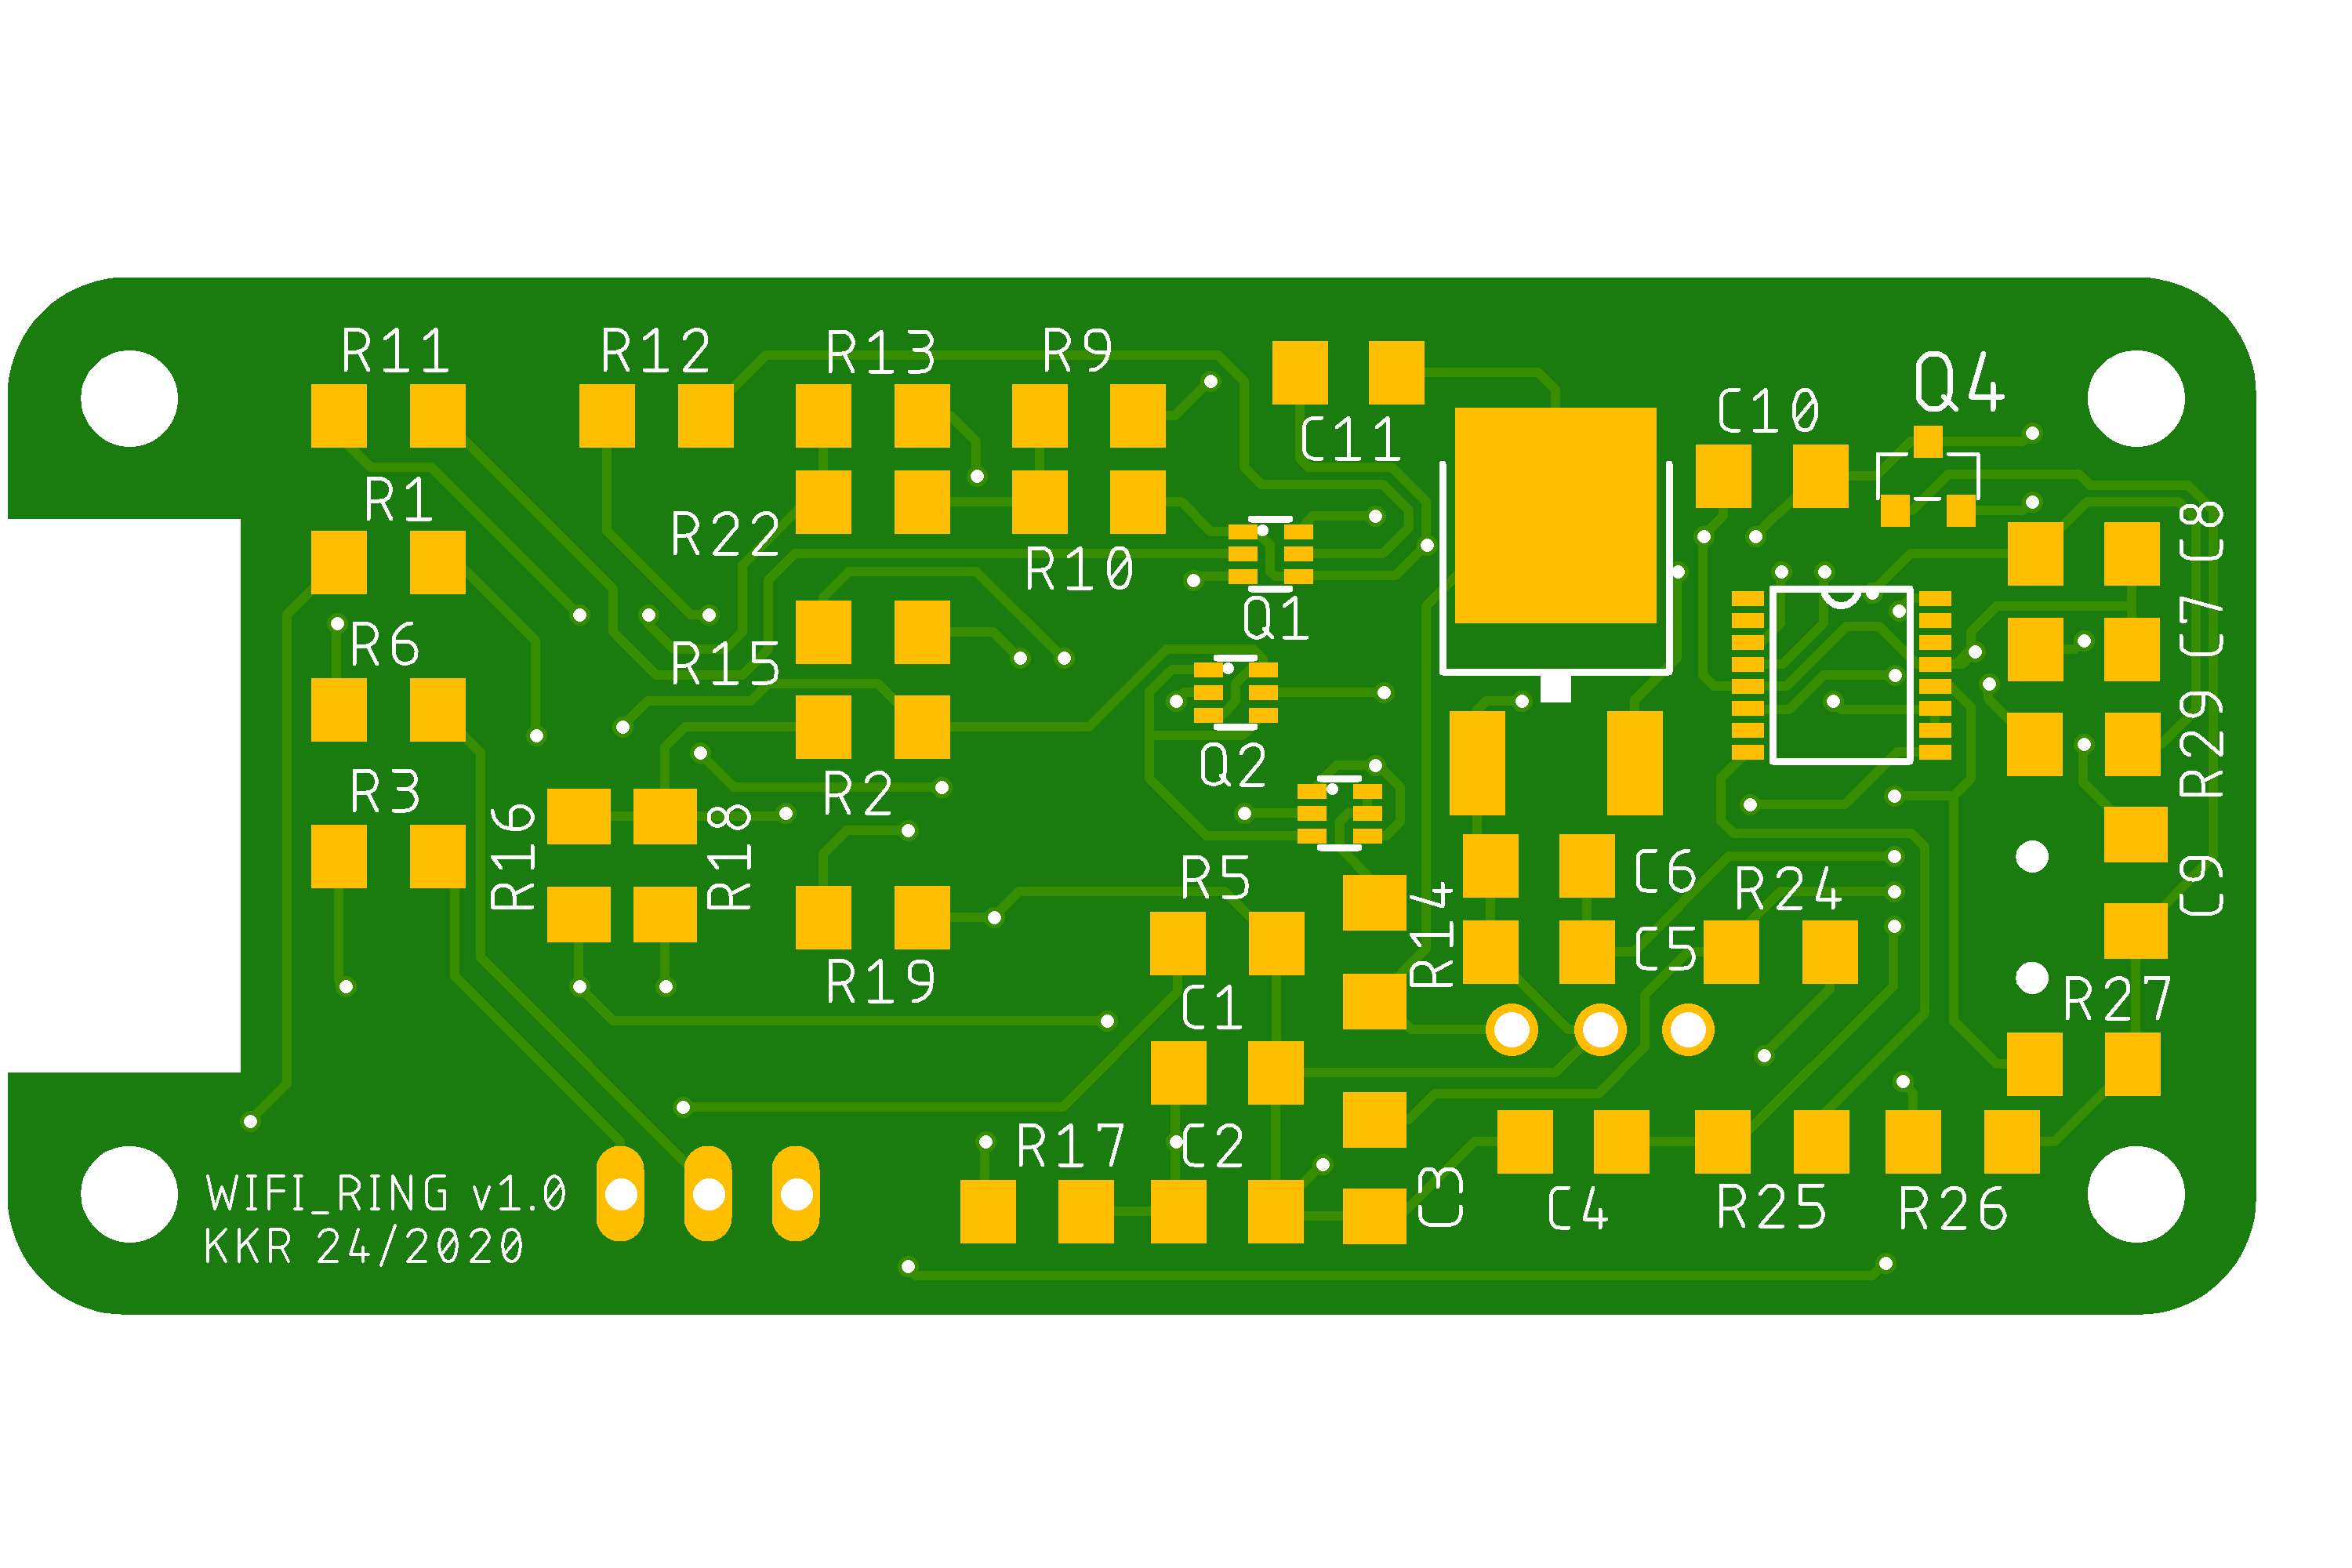 R11
R12
R13
R9
C11
C10
Q4
R1
R22
R10
C8
Q1
R6
R15
C7
Q2
R29
R3
R2
R16
R18
R5
R14
C6
R24
C9
C5
R19
C1
R27
R17
C2
C3
C4
R25
R26
WIFI_RING v1.0
KKR 24/2020